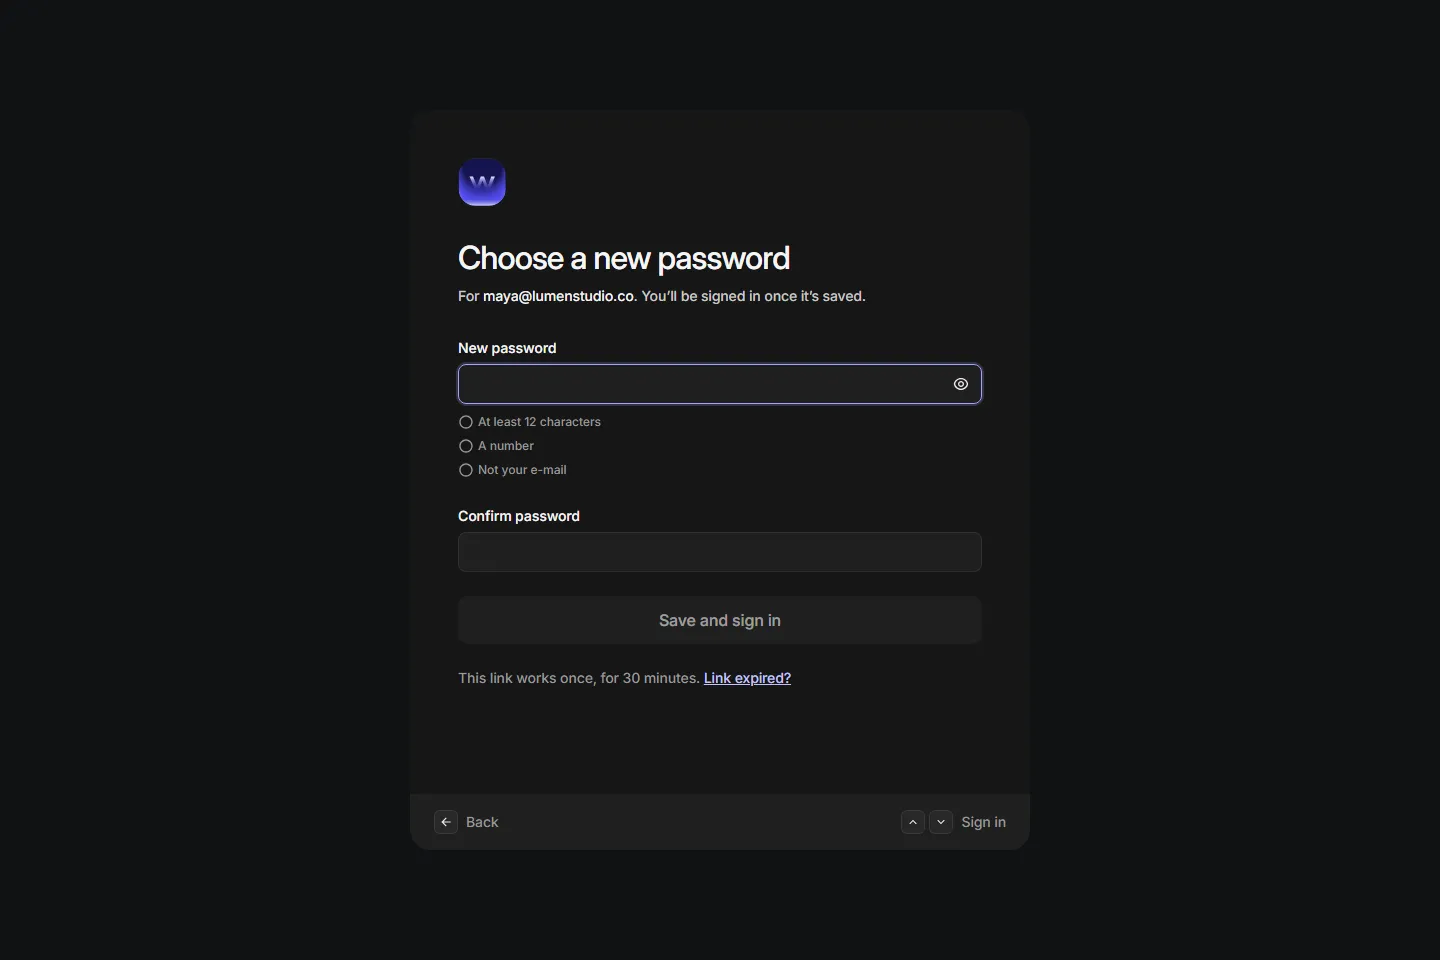 W
Choose a new password
For maya@lumenstudio.co. You’ll be signed in once it’s saved.
New password
At least 12 characters
A number
Not your e-mail
Confirm password
Save and sign in
This link works once, for 30 minutes. Link expired?
Back
Sign in